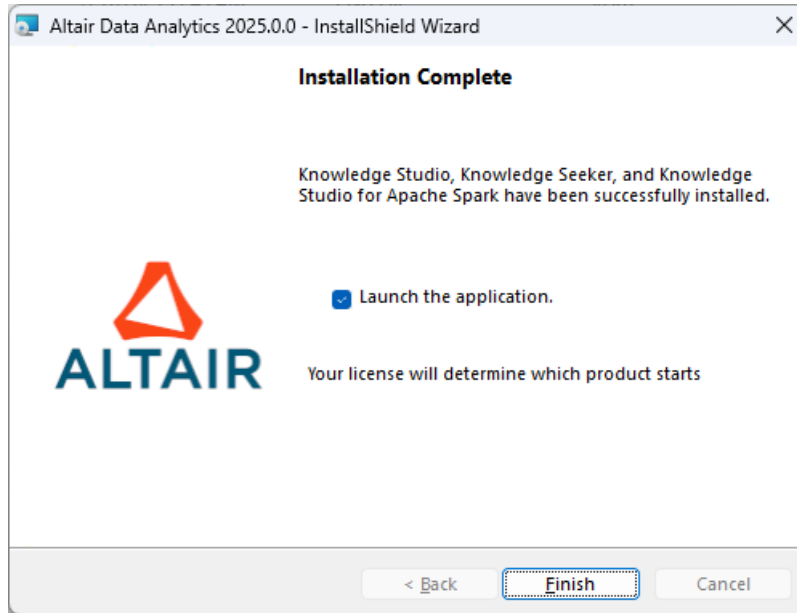 Altair Data Analytics 2025.0.0 - InstallShield Wizard
Installation Complete
Knowledge Studio, Knowledge Seeker, and Knowledge
Studio for Apache Spark have been successfully installed.
Launch the application.
ALTAIR
Your license will determine which product starts
< Back
Finish
Cancel